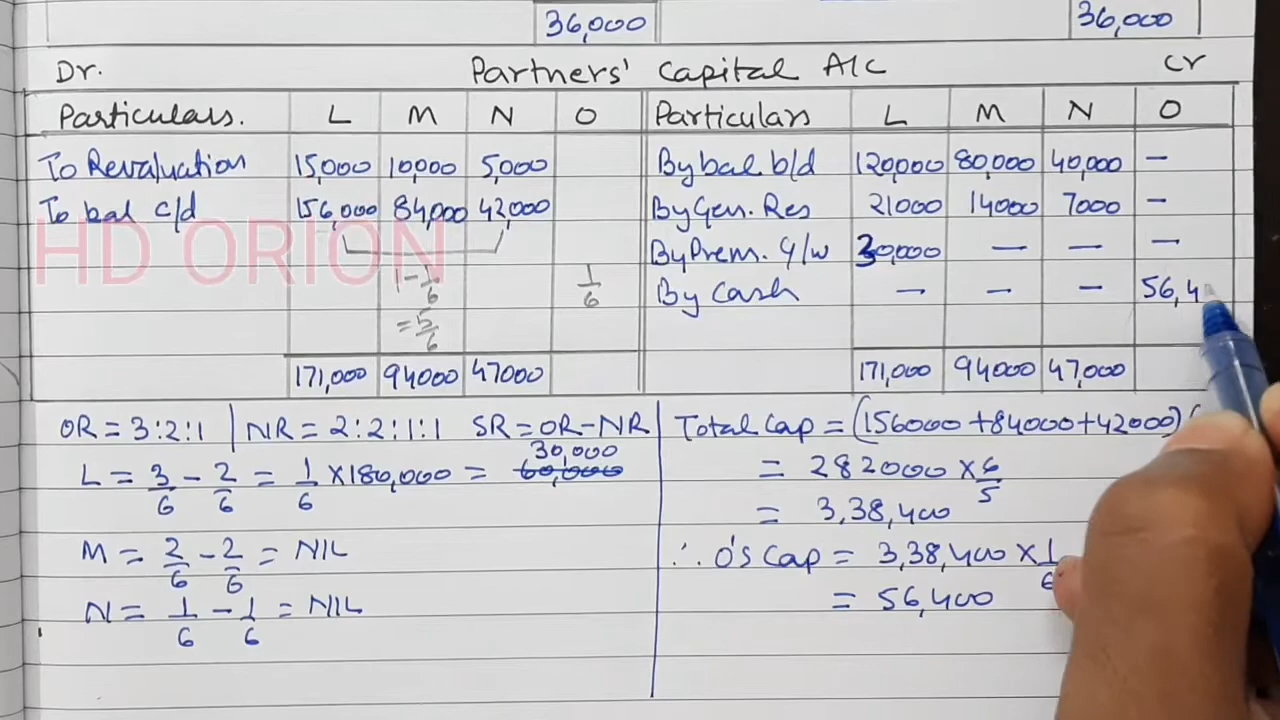 36,000 36,000
Dr. Partners' Capital A/C Cr
Particulars. L M N O Particulars L M N O
To Revaluation 15,000 10,000 5,000 By bal b/d 120,000 80,000 40,000 —
To bal c/d 156,000 84,000 42,000 By Gen. Res 21000 14000 7000 —
HD ORION
By Prem. G/w 30,000 — — —
1-1/6 1/6 By Cash — — — 56,4
=5/6
171,000 94000 47000 171,000 94000 47,000
OR = 3:2:1 | NR = 2:2:1:1 SR = OR-NR
Total Cap = (156000+84000+42000)
L = 3/6 - 2/6 = 1/6 × 180,000 = 60,000 30,000
= 282000 × 6/5
= 3,38,400
M = 2/6 - 2/6 = NIL
∴ O's Cap = 3,38,400 × 1/6
N = 1/6 - 1/6 = NIL
= 56,400